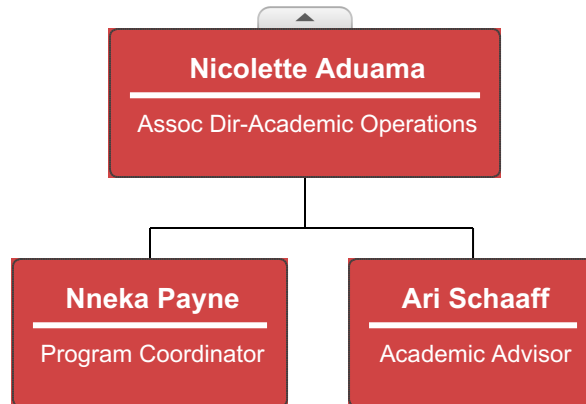 Nicolette Aduama
Assoc Dir-Academic Operations
Nneka Payne
Program Coordinator
Ari Schaaff
Academic Advisor